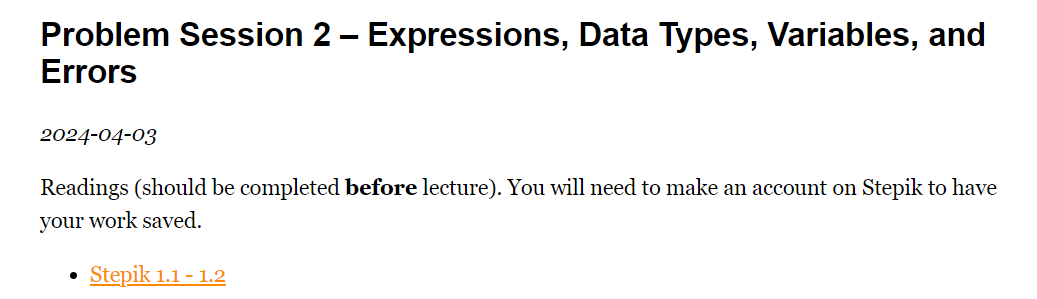 Problem Session 2 – Expressions, Data Types, Variables, and
Errors
2024-04-03
Readings (should be completed before lecture). You will need to make an account on Stepik to have
your work saved.
• Stepik 1.1 - 1.2